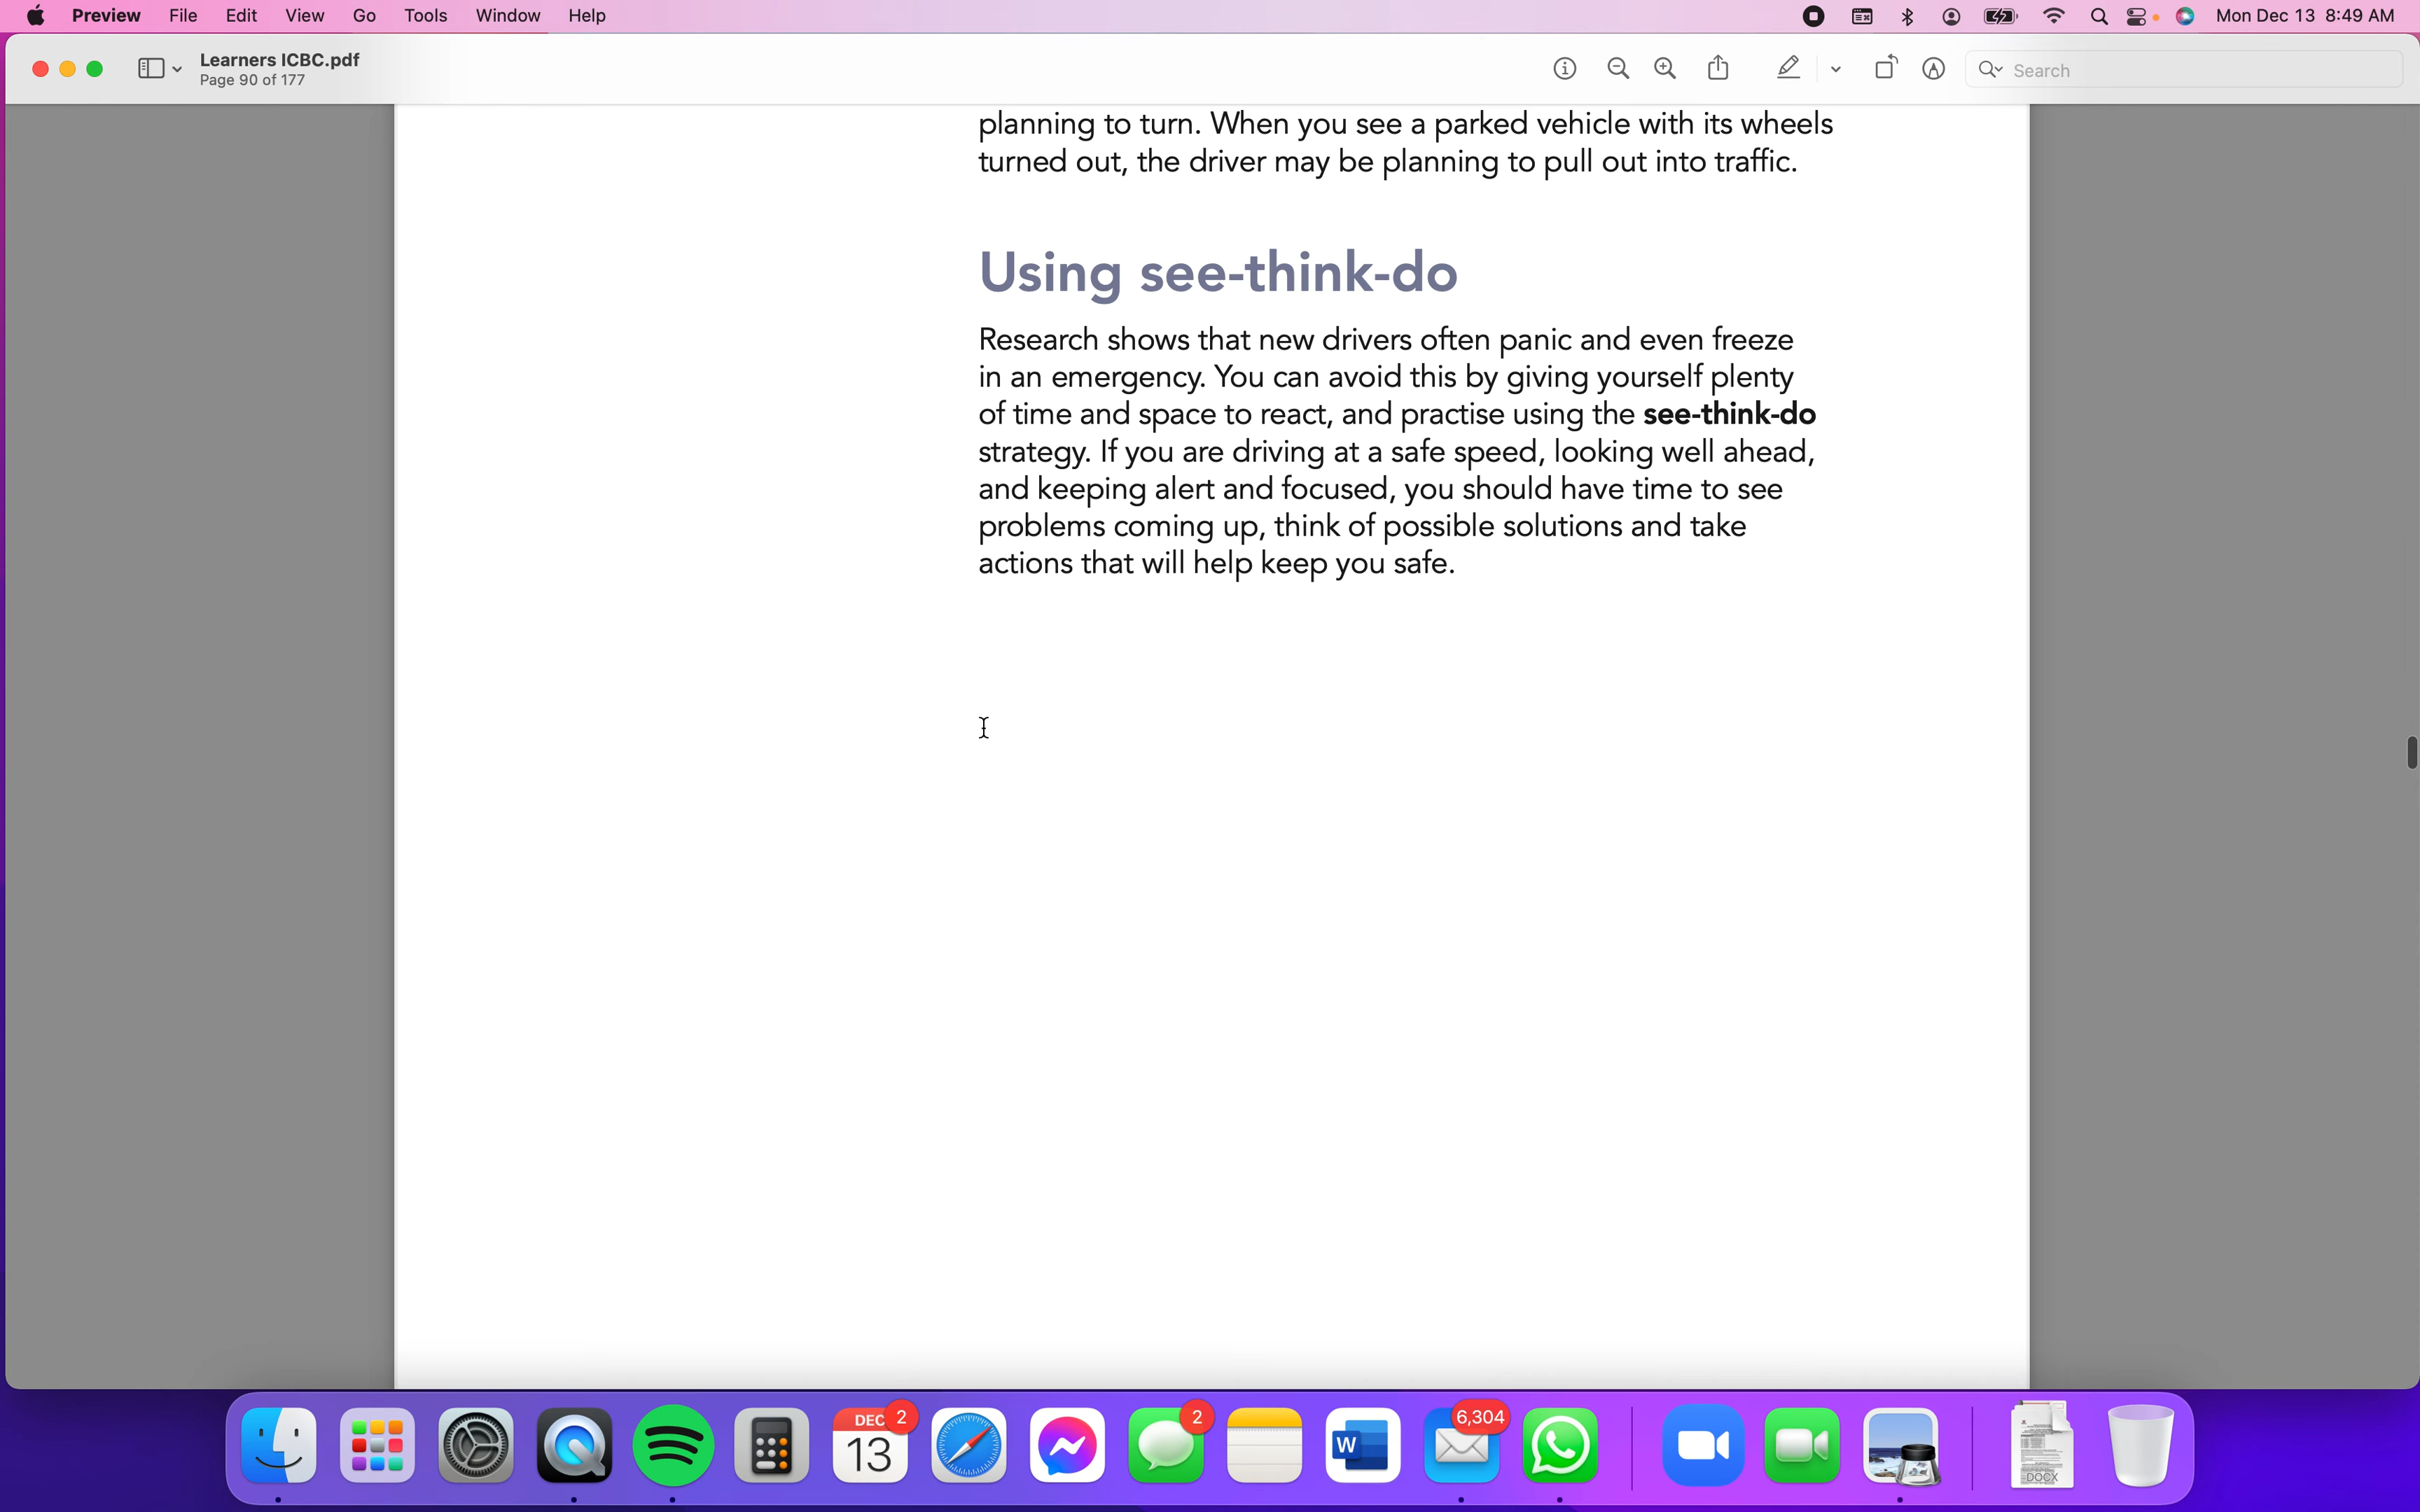 Preview File Edit View Go Tools Window Help Mon Dec 13 8:49 AM
Learners ICBC.pdf
Page 90 of 177
Search
planning to turn. When you see a parked vehicle with its wheels
turned out, the driver may be planning to pull out into traffic.
Using see-think-do
Research shows that new drivers often panic and even freeze
in an emergency. You can avoid this by giving yourself plenty
of time and space to react, and practise using the see-think-do
strategy. If you are driving at a safe speed, looking well ahead,
and keeping alert and focused, you should have time to see
problems coming up, think of possible solutions and take
actions that will help keep you safe.
DEC 2 2 6,304
13 W
DOCX